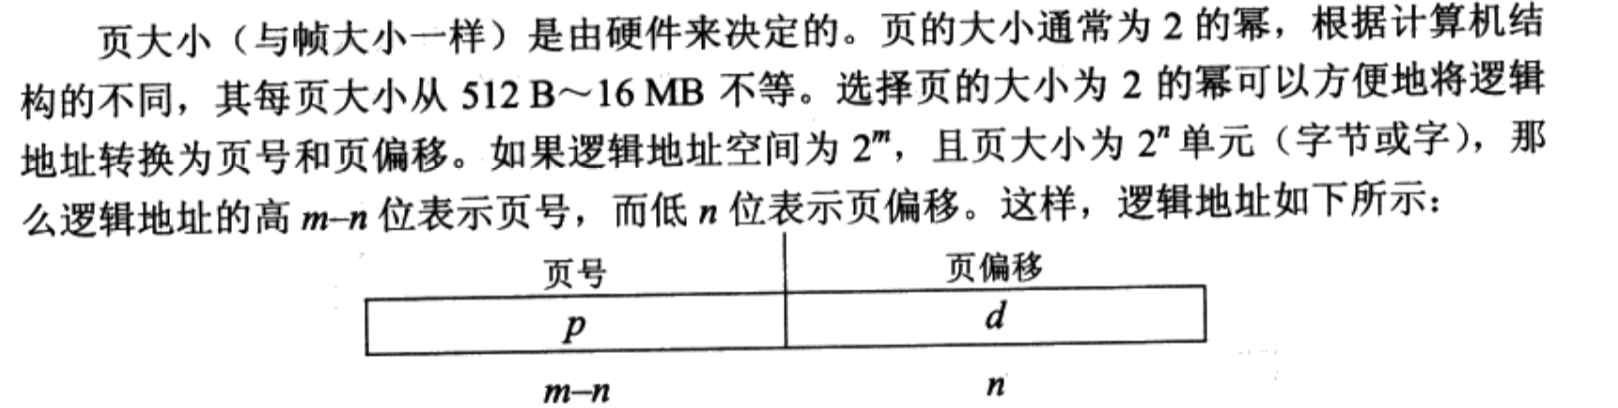 页大小（与帧大小一样）是由硬件来决定的。页的大小通常为 2 的幂，根据计算机结
构的不同，其每页大小从 512 B～16 MB 不等。选择页的大小为 2 的幂可以方便地将逻辑
地址转换为页号和页偏移。如果逻辑地址空间为 2ᵐ，且页大小为 2ⁿ 单元（字节或字），那
么逻辑地址的高 m–n 位表示页号，而低 n 位表示页偏移。这样，逻辑地址如下所示：
页号 页偏移
p d
m–n n